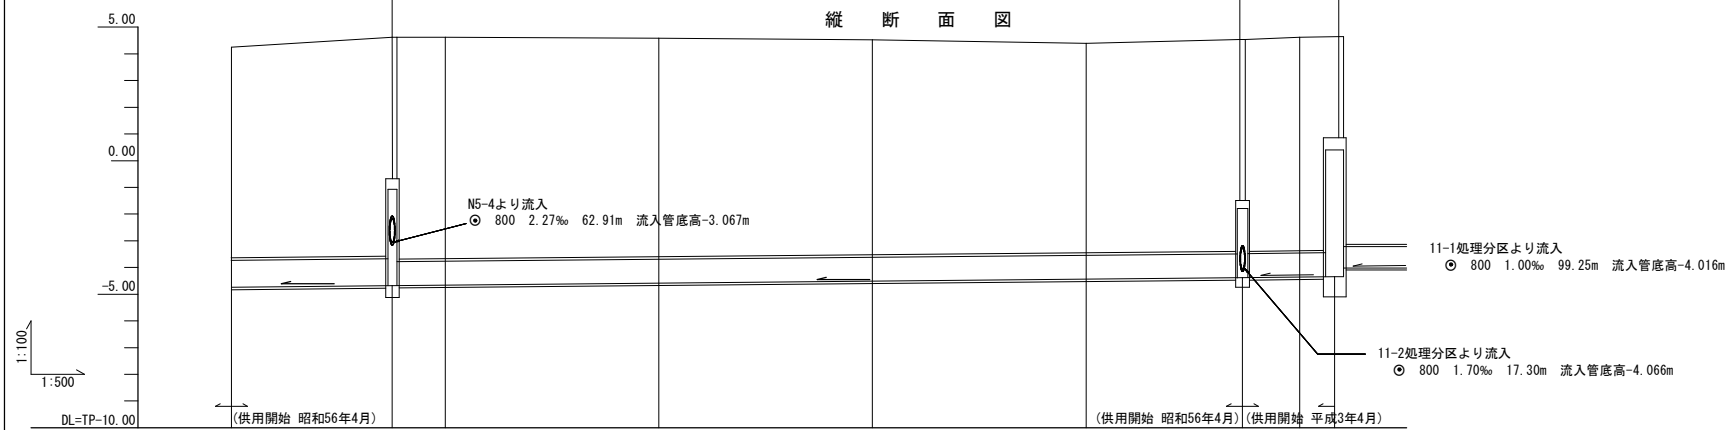 縦 断 面 図
5.00
0.00
-5.00
DL=TP-10.00
1:100
1:500
N5-4より流入
◉ 800 2.27‰ 62.91m 流入管底高-3.067m
11-1処理分区より流入
◉ 800 1.00‰ 99.25m 流入管底高-4.016m
11-2処理分区より流入
◉ 800 1.70‰ 17.30m 流入管底高-4.066m
(供用開始 昭和56年4月)
(供用開始 昭和56年4月)
(供用開始 平成3年4月)